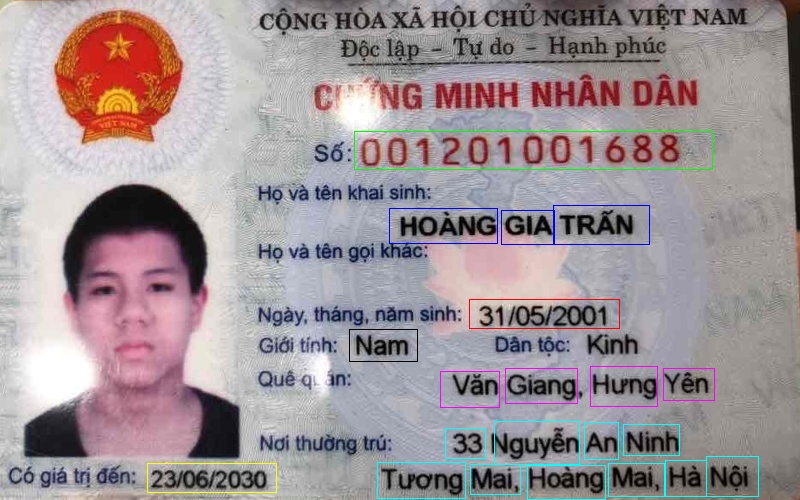 CỘNG HÒA XÃ HỘI CHỦ NGHĨA VIỆT NAM
Độc lập - Tự do - Hạnh phúc
CHỨNG MINH NHÂN DÂN
Số: 001201001688
Họ và tên khai sinh:
HOÀNG GIA TRẤN
Họ và tên gọi khác:
Ngày, tháng, năm sinh: 31/05/2001
Giới tính: Nam Dân tộc: Kinh
Quê quán: Văn Giang, Hưng Yên
Nơi thường trú: 33 Nguyễn An Ninh
Tương Mai, Hoàng Mai, Hà Nội
Có giá trị đến: 23/06/2030
VIỆT NAM